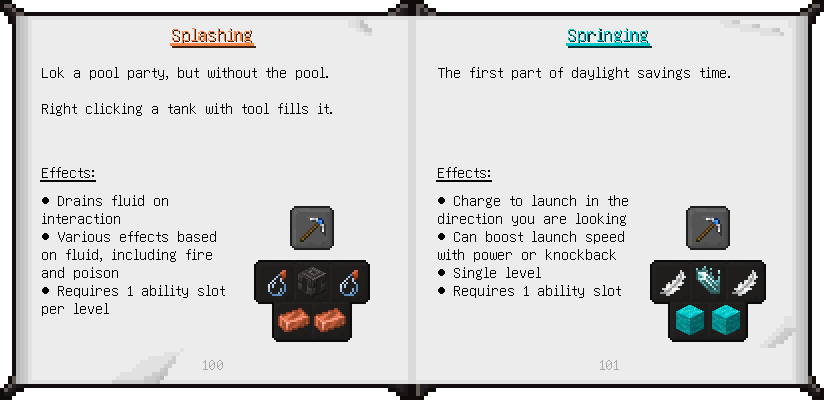 Splashing
Lok a pool party, but without the pool.
Right clicking a tank with tool fills it.
Effects:
• Drains fluid on
interaction
• Various effects based
on fluid, including fire
and poison
• Requires 1 ability slot
per level
100
Springing
The first part of daylight savings time.
Effects:
• Charge to launch in the
direction you are looking
• Can boost launch speed
with power or knockback
• Single level
• Requires 1 ability slot
101